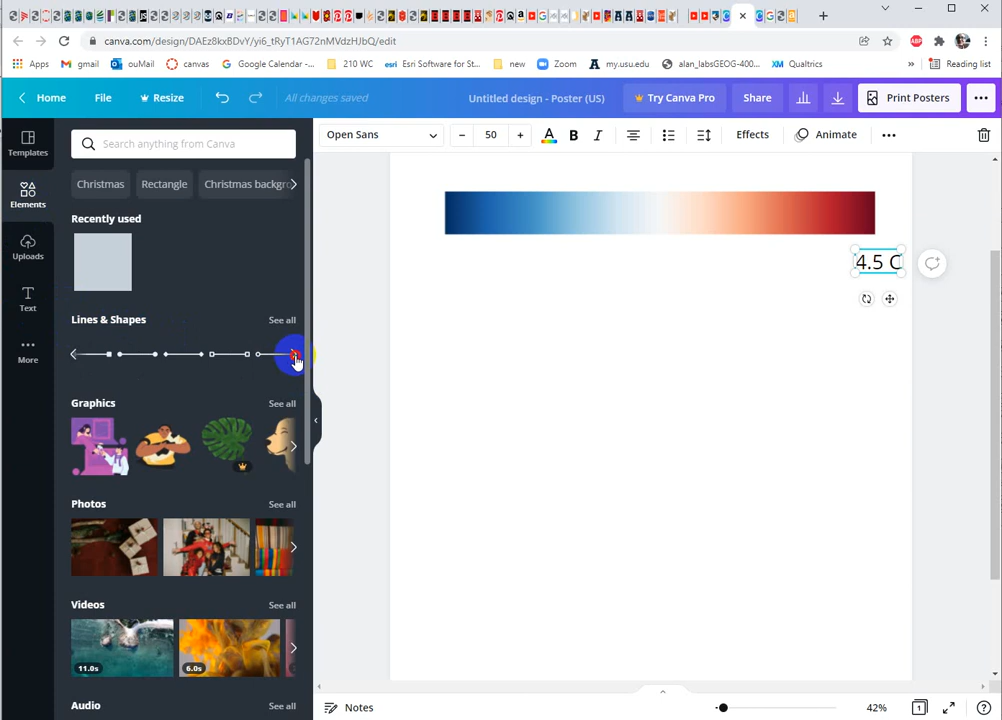 canva.com/design/DAEz8kxBDvY/yi6_tRyT1AG72nMVdzHJbQ/edit
ABP
Apps
gmail
ouMail
canvas
Google Calendar -...
210 WC
esri Esri Software for St...
new
Zoom
my.usu.edu
alan_labsGEOG-400...
XM Qualtrics
»
Reading list
Home
File
Resize
All changes saved
Untitled design - Poster (US)
Try Canva Pro
Share
Print Posters
Templates
Elements
Uploads
Text
More
Search anything from Canva
Christmas
Rectangle
Christmas backgro
Recently used
Lines & Shapes
See all
Graphics
See all
Photos
See all
Videos
See all
11.0s
6.0s
Audio
See all
Open Sans
50
A
B
I
Effects
Animate
4.5 C
Notes
42%
1
?